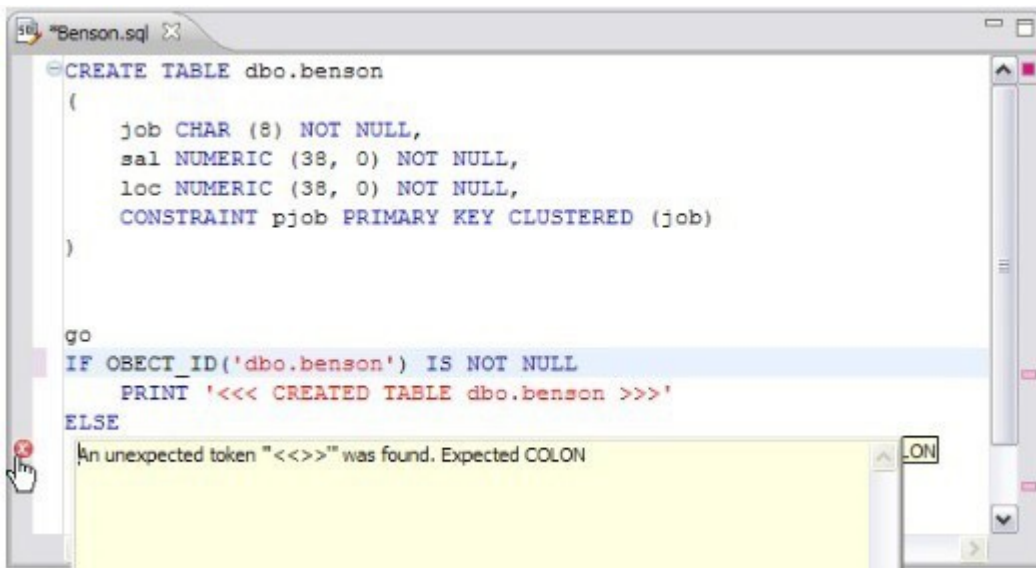 *Benson.sql
CREATE TABLE dbo.benson
(
job CHAR (8) NOT NULL,
sal NUMERIC (38, 0) NOT NULL,
loc NUMERIC (38, 0) NOT NULL,
CONSTRAINT pjob PRIMARY KEY CLUSTERED (job)
)
go
IF OBECT_ID('dbo.benson') IS NOT NULL
PRINT '<<< CREATED TABLE dbo.benson >>>'
ELSE
An unexpected token "'<<>>'" was found. Expected COLON
LON